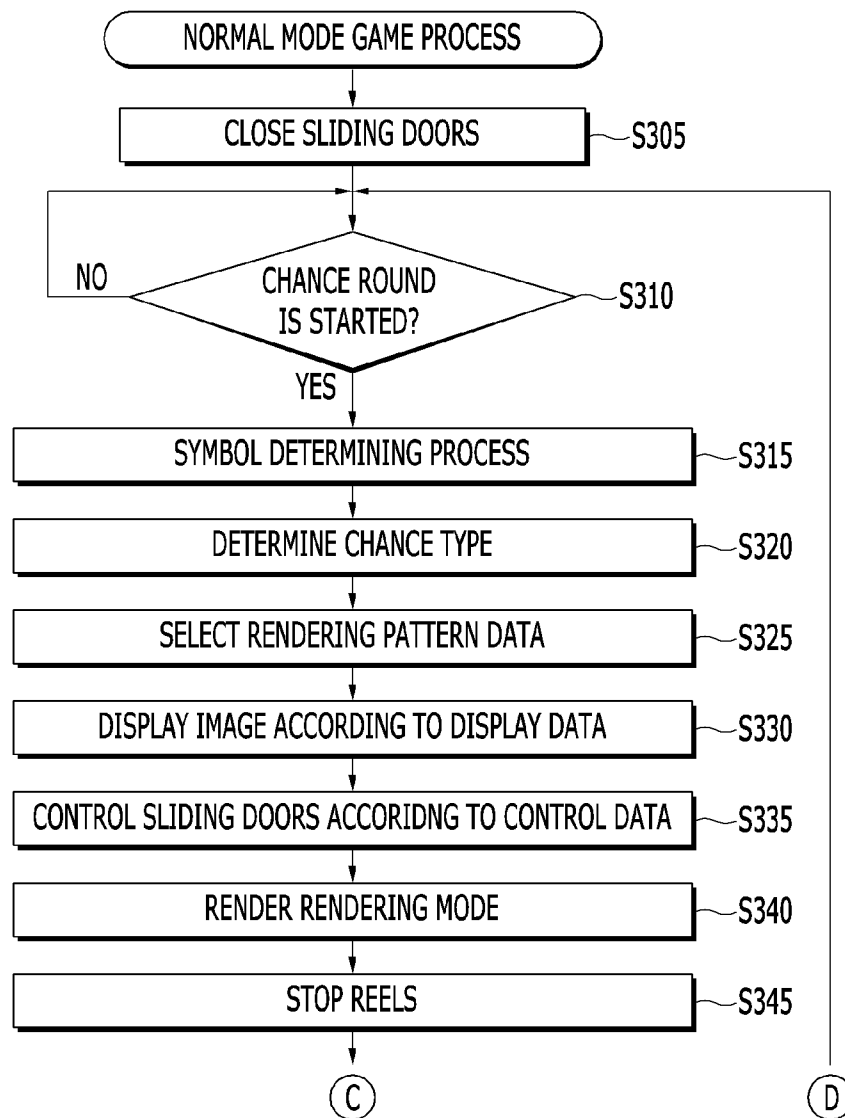 NORMAL MODE GAME PROCESS
CLOSE SLIDING DOORS
S305
NO
CHANCE ROUND
IS STARTED?
S310
YES
SYMBOL DETERMINING PROCESS
S315
DETERMINE CHANCE TYPE
S320
SELECT RENDERING PATTERN DATA
S325
DISPLAY IMAGE ACCORDING TO DISPLAY DATA
S330
CONTROL SLIDING DOORS ACCORIDNG TO CONTROL DATA
S335
RENDER RENDERING MODE
S340
STOP REELS
S345
C
D